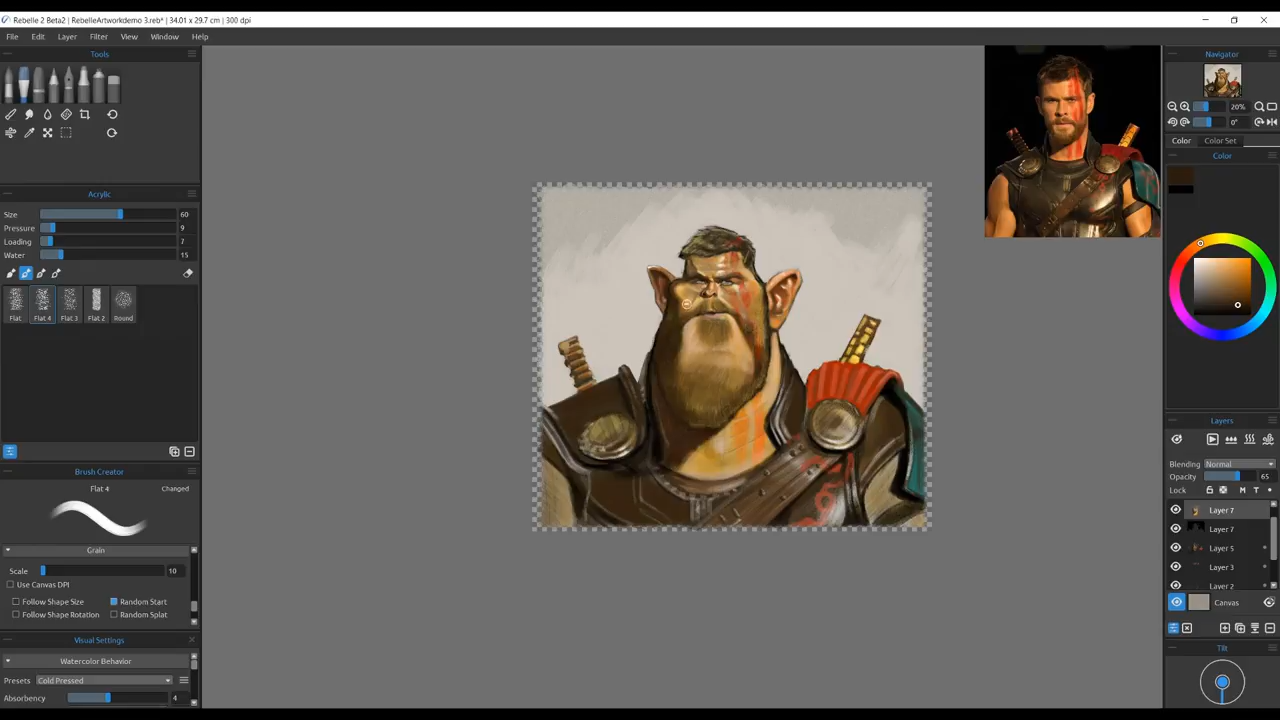 Rebelle 2 Beta2 | RebelleArtworkdemo 3.reb* | 34.01 x 29.7 cm | 300 dpi
File Edit Layer Filter View Window Help
Tools
Acrylic
Size 60
Pressure 9
Loading 7
Water 15
Flat Flat 4 Flat 3 Flat 2 Round
Brush Creator
Flat 4 Changed
Grain
Scale 10
Use Canvas DPI
Follow Shape Size Random Start
Follow Shape Rotation Random Splat
Visual Settings
Watercolor Behavior
Presets Cold Pressed
Absorbency 4
Navigator
20%
0°
Color Color Set
Color
Layers
Blending Normal
Opacity 65
Lock M T
Layer 7
Layer 7
Layer 5
Layer 3
Layer 2
Canvas
Tilt